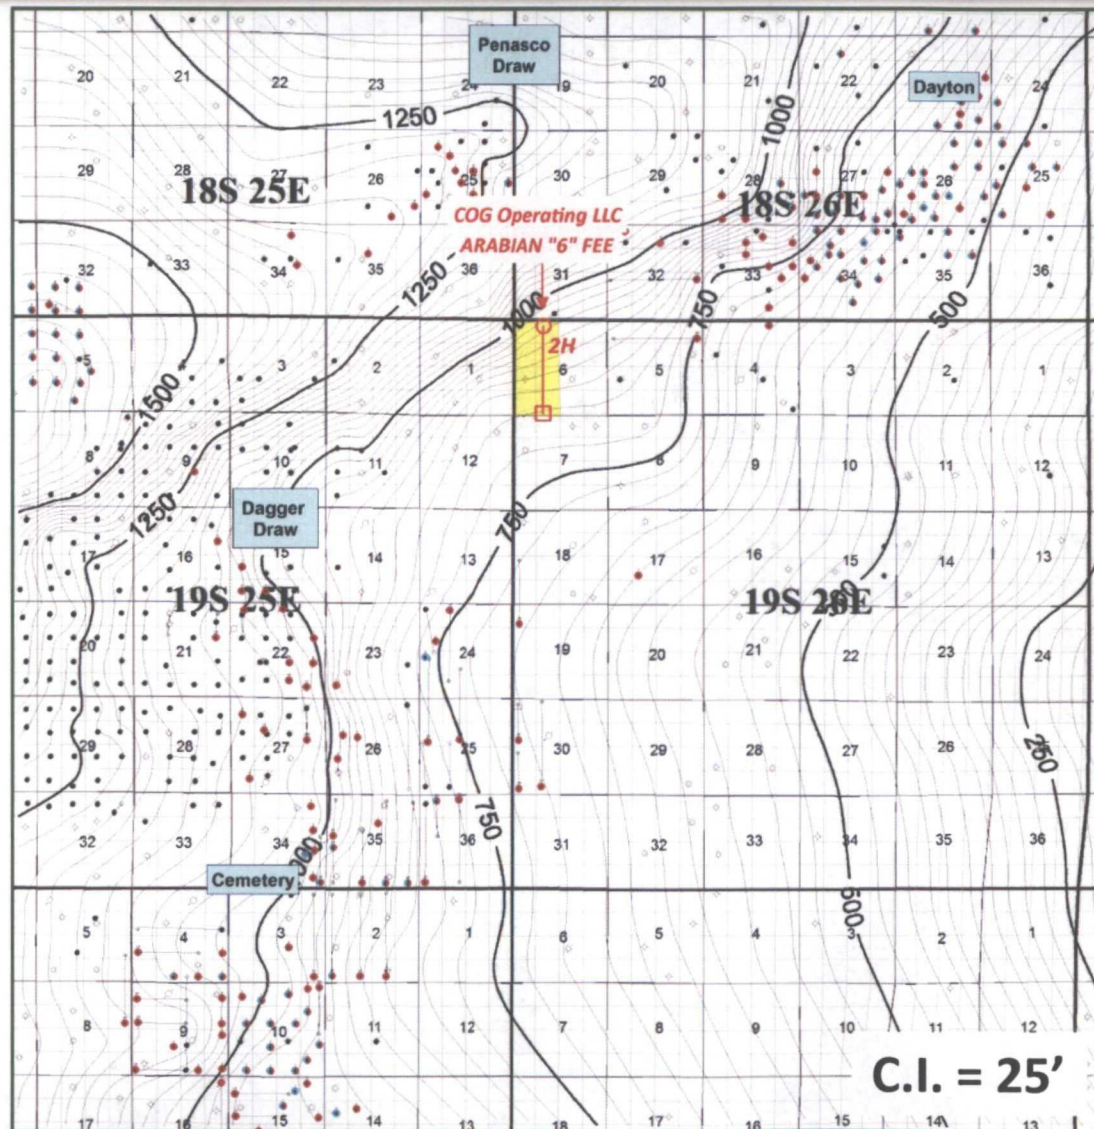 Penasco
Draw
Dayton
20 21 22 23 24 19 20 21 22 24
1250
1000
29 28 27 26 25 30 29 28 27 26 25
18S 25E
18S 26E
COG Operating LLC
ARABIAN "6" FEE
32 33 34 35 36 31 32 33 34 35 36
1250
1000
750
500
2H
5 3 2 1 6 5 4 3 2 1
1500
8 9 10 11 12 7 8 9 10 11 12
1250
Dagger
Draw
750
17 16 15 14 13 18 17 16 15 14 13
19S 25E
20 21 22 23 24 19 20 21 22 23 24
29 28 27 26 25 30 29 28 27 26
250
750
32 33 34 35 36 31 32 33 34 35 36
Cemetery
500
5 4 3 2 1 6 5 4 3 2 1
8 9 10 11 12 7 8 9 10 11 12
C.I. = 25'
17 16 15 14 13 18 17 16 15 14 13